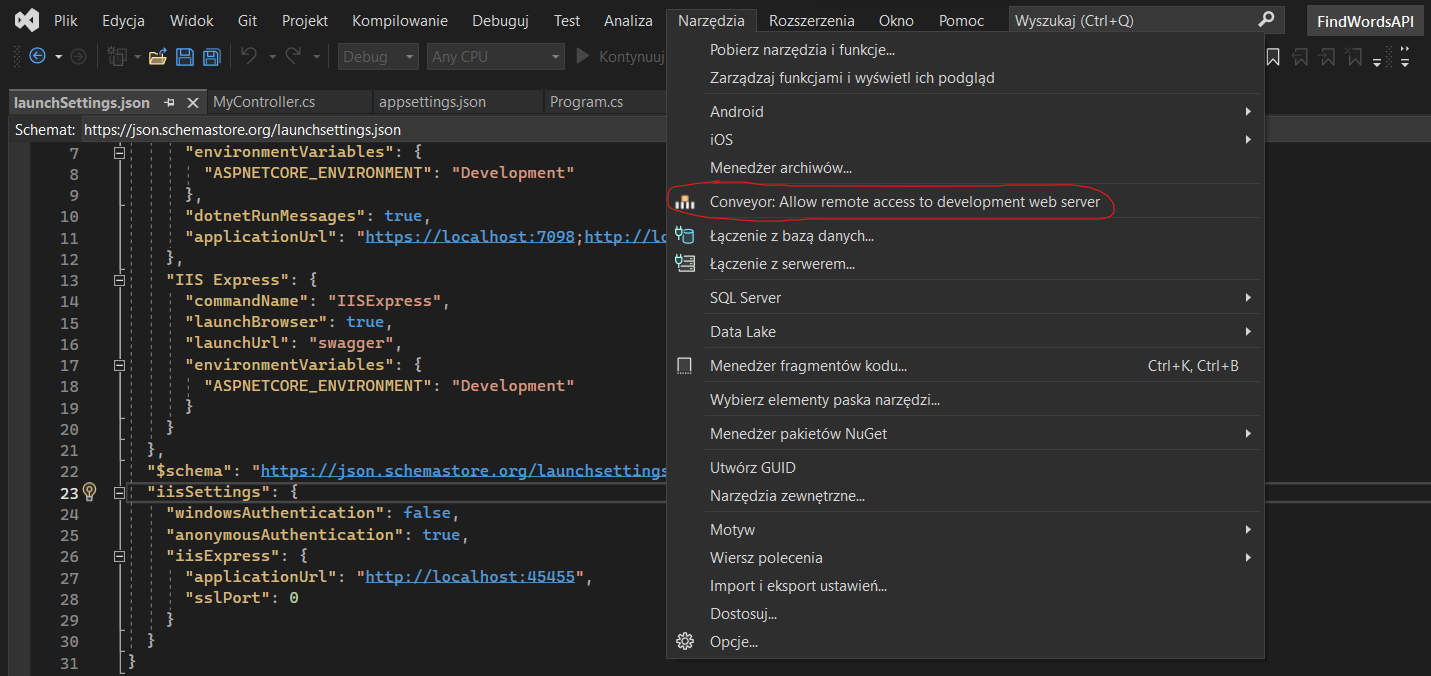 Plik Edycja Widok Git Projekt Kompilowanie Debuguj Test Analiza Narzędzia Rozszerzenia Okno Pomoc Wyszukaj (Ctrl+Q) FindWordsAPI
Debug Any CPU Kontynuuj
launchSettings.json MyController.cs appsettings.json Program.cs
Schemat: https://json.schemastore.org/launchsettings.json
7 "environmentVariables": {
8 "ASPNETCORE_ENVIRONMENT": "Development"
9 },
10 "dotnetRunMessages": true,
11 "applicationUrl": "https://localhost:7098;http://lo
12 },
13 "IIS Express": {
14 "commandName": "IISExpress",
15 "launchBrowser": true,
16 "launchUrl": "swagger",
17 "environmentVariables": {
18 "ASPNETCORE_ENVIRONMENT": "Development"
19 }
20 }
21 },
22 "$schema": "https://json.schemastore.org/launchsettings
23 "iisSettings": {
24 "windowsAuthentication": false,
25 "anonymousAuthentication": true,
26 "iisExpress": {
27 "applicationUrl": "http://localhost:45455",
28 "sslPort": 0
29 }
30 }
31 }
Pobierz narzędzia i funkcje...
Zarządzaj funkcjami i wyświetl ich podgląd
Android
iOS
Menedżer archiwów...
Conveyor: Allow remote access to development web server
Łączenie z bazą danych...
Łączenie z serwerem...
SQL Server
Data Lake
Menedżer fragmentów kodu... Ctrl+K, Ctrl+B
Wybierz elementy paska narzędzi...
Menedżer pakietów NuGet
Utwórz GUID
Narzędzia zewnętrzne...
Motyw
Wiersz polecenia
Import i eksport ustawień...
Dostosuj...
Opcje...